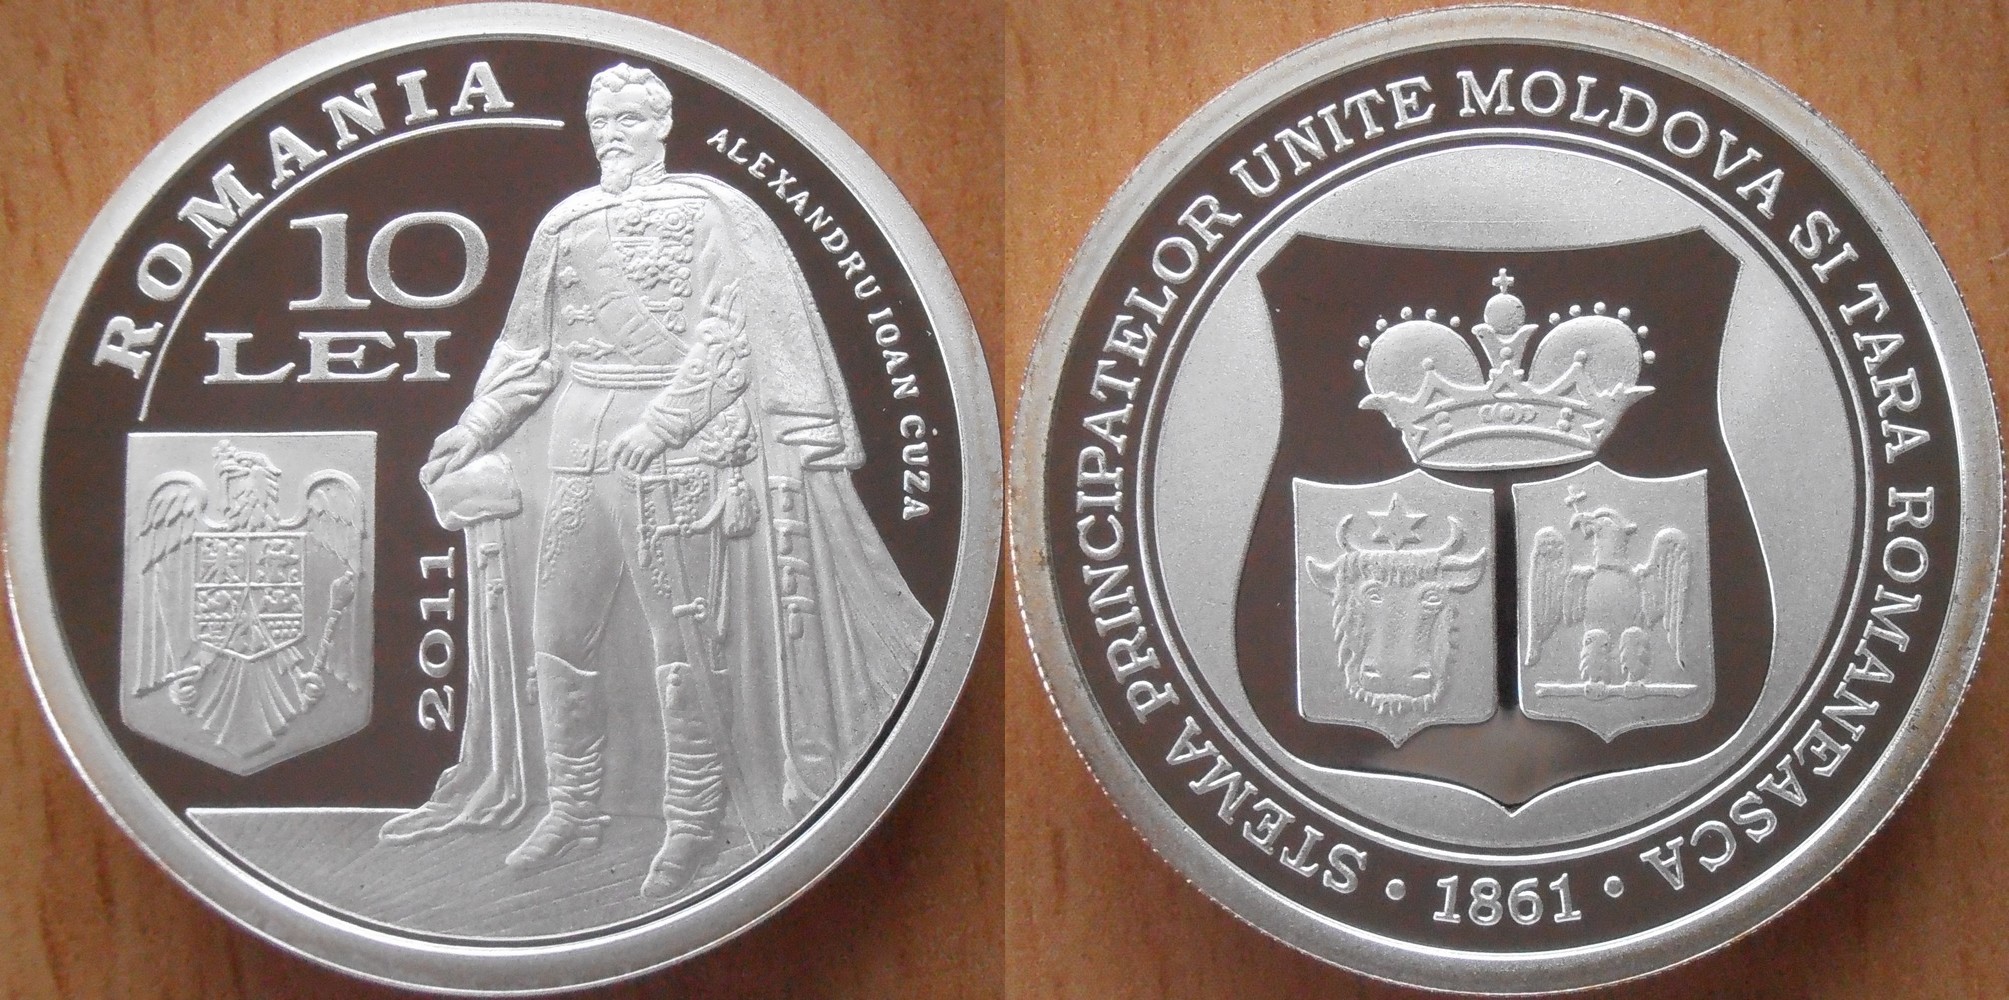 ROMANIA
10
LEI
2011
ALEXANDRU IOAN CUZA
STEMA PRINCIPATELOR UNITE MOLDOVA SI TARA ROMANEASCA
· 1861 ·